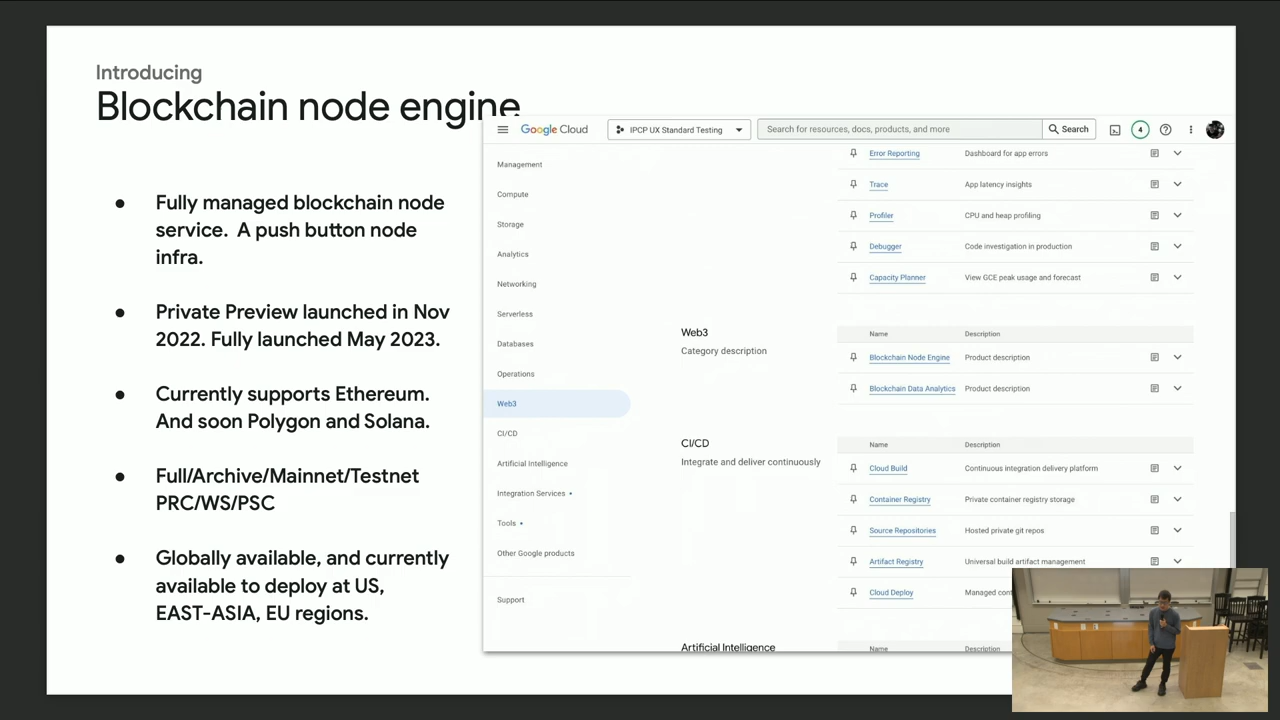 Introducing
Blockchain node engine
● Fully managed blockchain node
service. A push button node
infra.
● Private Preview launched in Nov
2022. Fully launched May 2023.
● Currently supports Ethereum.
And soon Polygon and Solana.
● Full/Archive/Mainnet/Testnet
PRC/WS/PSC
● Globally available, and currently
available to deploy at US,
EAST-ASIA, EU regions.
Google Cloud IPCP UX Standard Testing Search for resources, docs, products, and more Search 4
Management
Compute
Storage
Analytics
Networking
Serverless
Databases
Operations
Web3
CI/CD
Artificial Intelligence
Integration Services •
Tools •
Other Google products
Support
Error Reporting Dashboard for app errors
Trace App latency insights
Profiler CPU and heap profiling
Debugger Code investigation in production
Capacity Planner View GCE peak usage and forecast
Web3
Category description
Name Description
Blockchain Node Engine Product description
Blockchain Data Analytics Product description
CI/CD
Integrate and deliver continuously
Name Description
Cloud Build Continuous integration delivery platform
Container Registry Private container registry storage
Source Repositories Hosted private git repos
Artifact Registry Universal build artifact management
Cloud Deploy Managed
Artificial Intelligence
Name Description